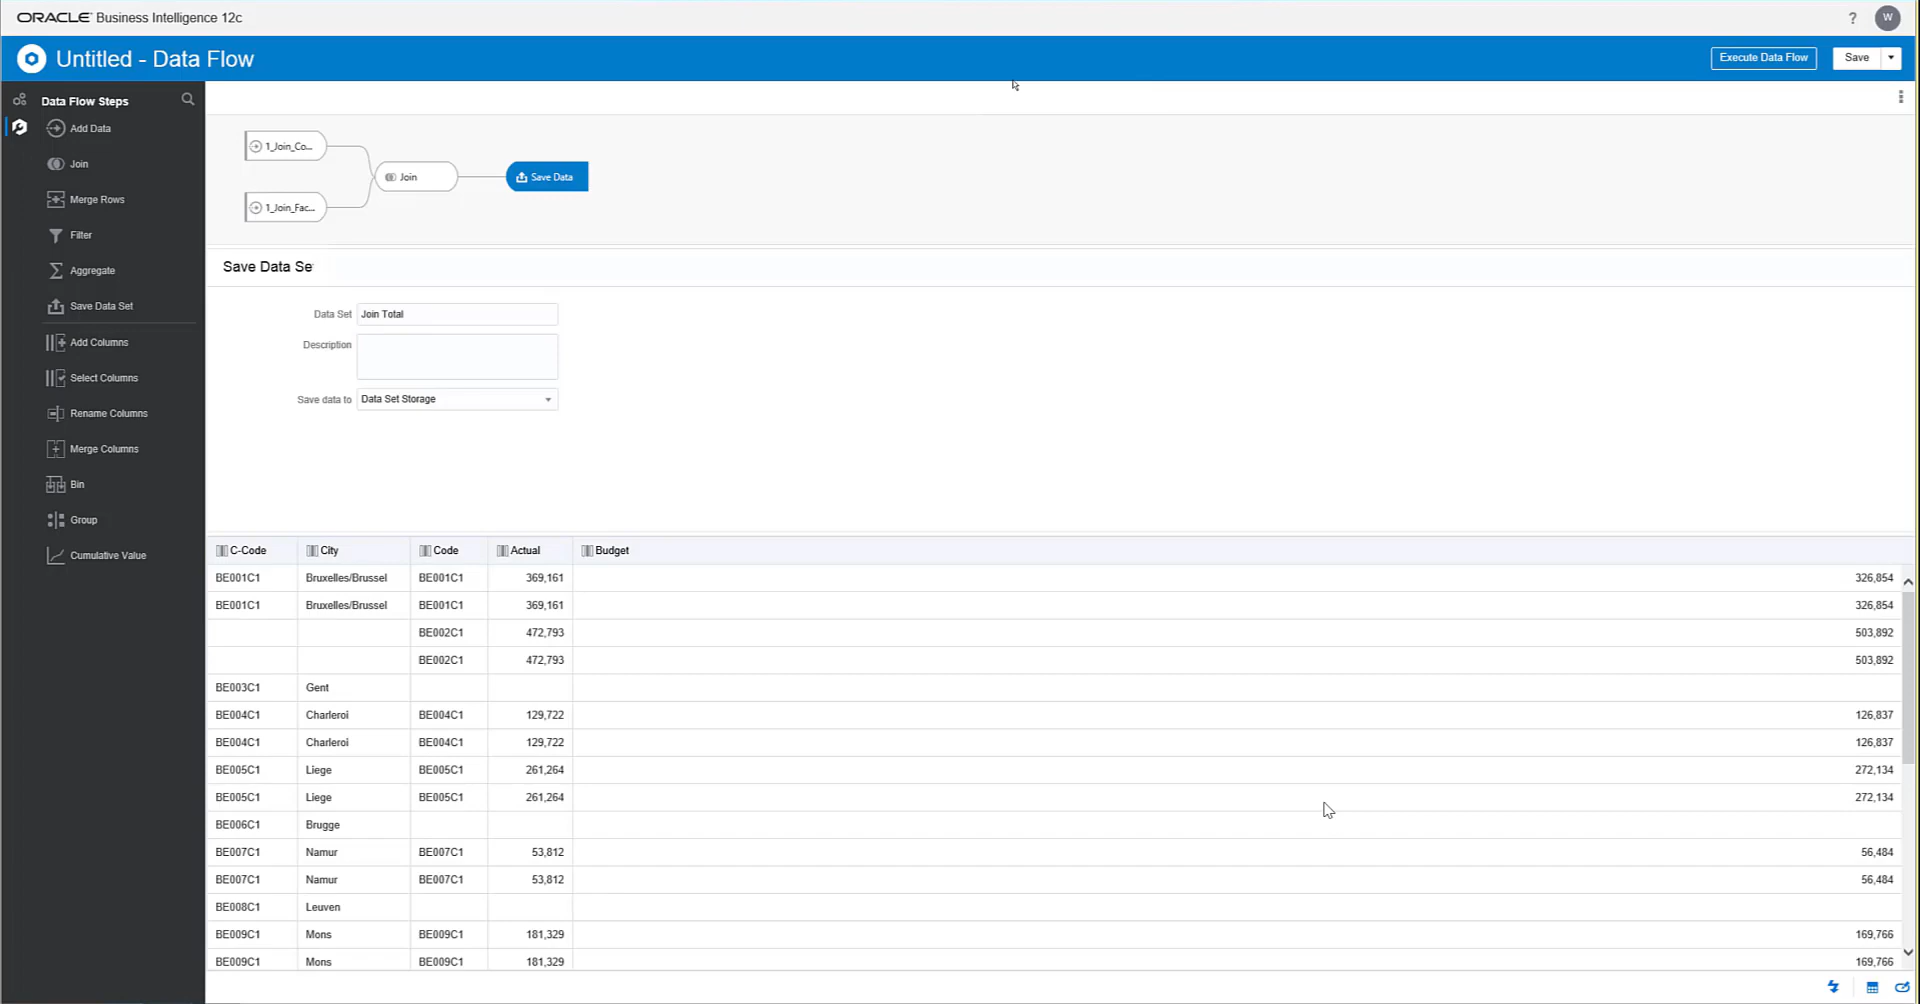 ORACLE Business Intelligence 12c
? W
Untitled - Data Flow
Execute Data Flow
Save
Data Flow Steps
Add Data
Join
Merge Rows
Filter
Aggregate
Save Data Set
Add Columns
Select Columns
Rename Columns
Merge Columns
Bin
Group
Cumulative Value
1_Join_Co...
1_Join_Fac...
Join
Save Data
Save Data Se
Data Set Join Total
Description
Save data to Data Set Storage
C-Code City Code Actual Budget
BE001C1 Bruxelles/Brussel BE001C1 369,161 326,854
BE001C1 Bruxelles/Brussel BE001C1 369,161 326,854
BE002C1 472,793 503,892
BE002C1 472,793 503,892
BE003C1 Gent
BE004C1 Charleroi BE004C1 129,722 126,837
BE004C1 Charleroi BE004C1 129,722 126,837
BE005C1 Liege BE005C1 261,264 272,134
BE005C1 Liege BE005C1 261,264 272,134
BE006C1 Brugge
BE007C1 Namur BE007C1 53,812 56,484
BE007C1 Namur BE007C1 53,812 56,484
BE008C1 Leuven
BE009C1 Mons BE009C1 181,329 169,766
BE009C1 Mons BE009C1 181,329 169,766